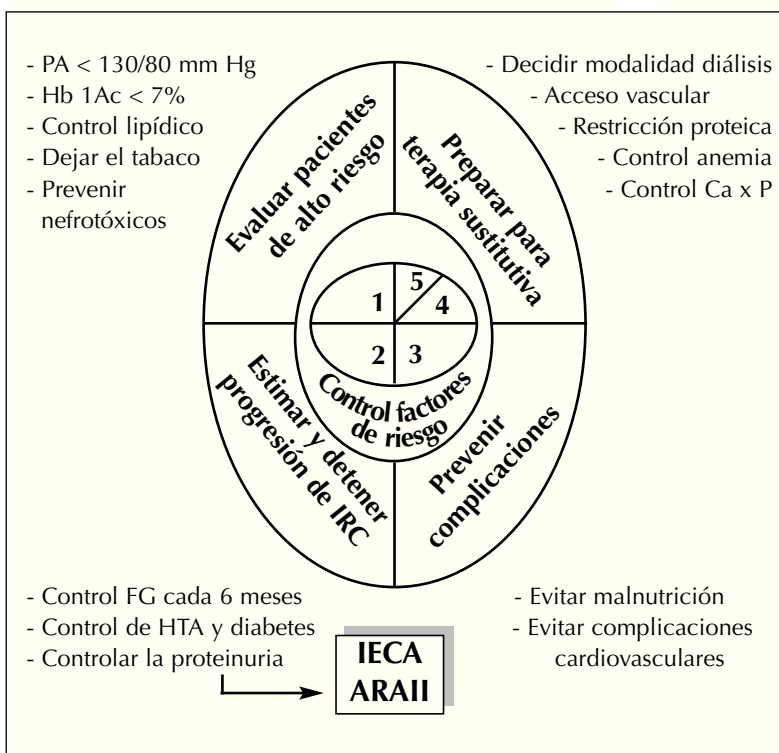 - PA < 130/80 mm Hg
- Hb 1Ac < 7%
- Control lipídico
- Dejar el tabaco
- Prevenir
nefrotóxicos
- Decidir modalidad diálisis
- Acceso vascular
- Restricción proteica
- Control anemia
- Control Ca x P
Evaluar pacientes
de alto riesgo
Preparar para
terapia sustitutiva
1
5
4
2
3
Control factores
de riesgo
Estimar y detener
progresión de IRC
Prevenir
complicaciones
- Control FG cada 6 meses
- Control de HTA y diabetes
- Controlar la proteinuria
IECA
ARAII
- Evitar malnutrición
- Evitar complicaciones
cardiovasculares